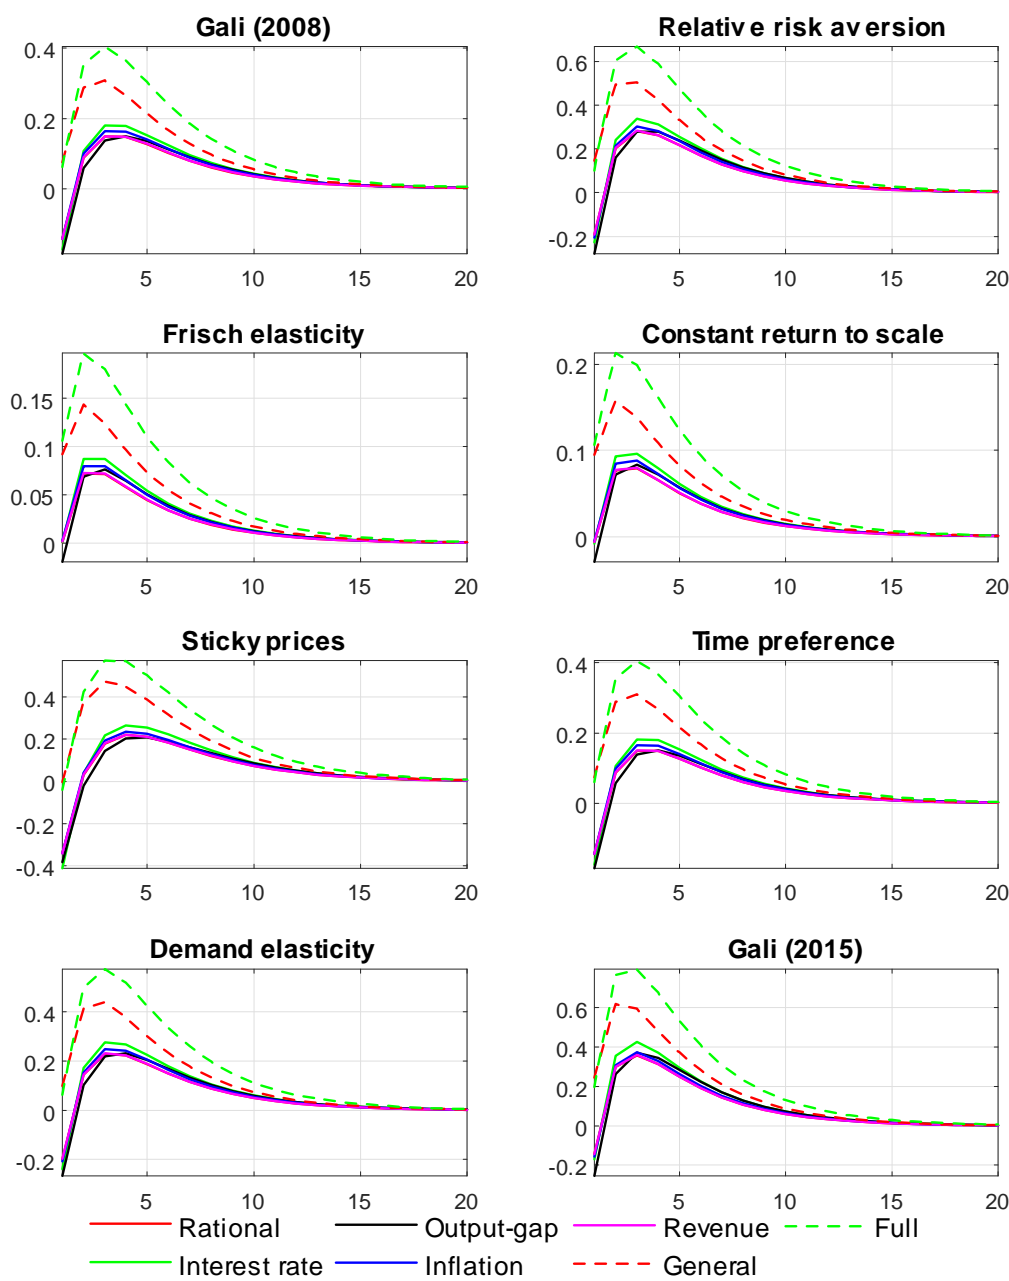 Gali (2008)
0.4
0.2
0
5 10 15 20
Relative risk aversion
0.6
0.4
0.2
0
-0.2
5 10 15 20
Frisch elasticity
0.15
0.1
0.05
0
5 10 15 20
Constant return to scale
0.2
0.1
0
5 10 15 20
Sticky prices
0.4
0.2
0
-0.2
-0.4
5 10 15 20
Time preference
0.4
0.2
0
5 10 15 20
Demand elasticity
0.4
0.2
0
-0.2
5 10 15 20
Gali (2015)
0.6
0.4
0.2
0
-0.2
5 10 15 20
Rational Output-gap Revenue Full
Interest rate Inflation General